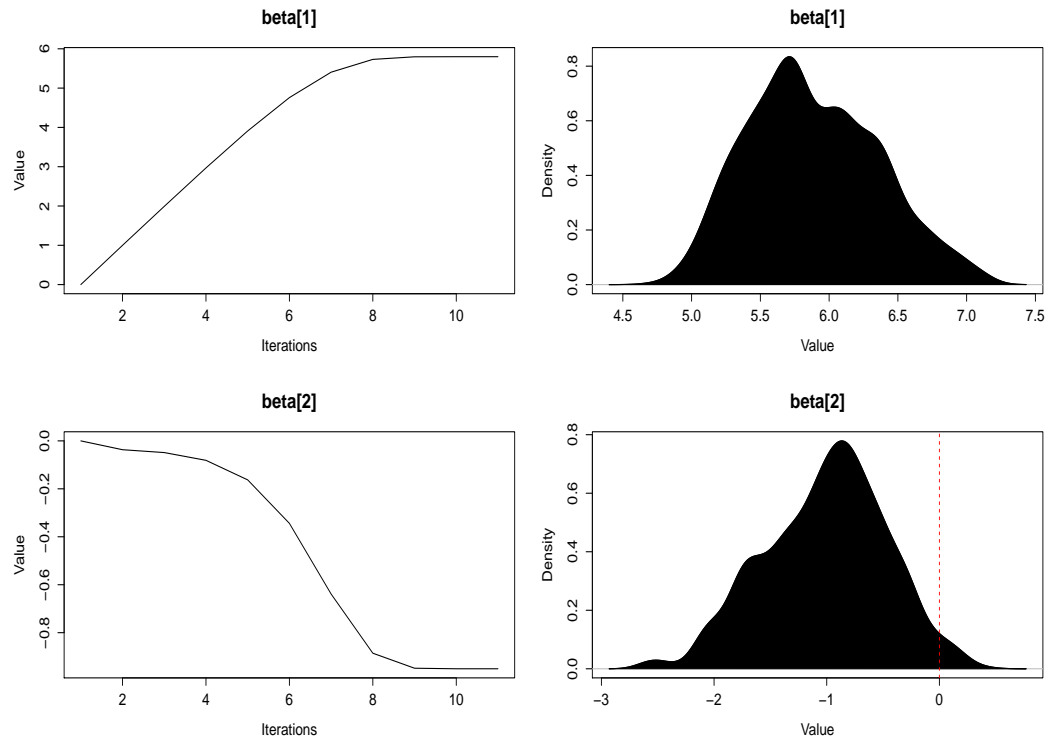 beta[1]
Value
0 1 2 3 4 5 6
2 4 6 8 10
Iterations
beta[1]
Density
0.0 0.2 0.4 0.6 0.8
4.5 5.0 5.5 6.0 6.5 7.0 7.5
Value
beta[2]
Value
−0.8 −0.6 −0.4 −0.2 0.0
2 4 6 8 10
Iterations
beta[2]
Density
0.0 0.2 0.4 0.6 0.8
−3 −2 −1 0
Value